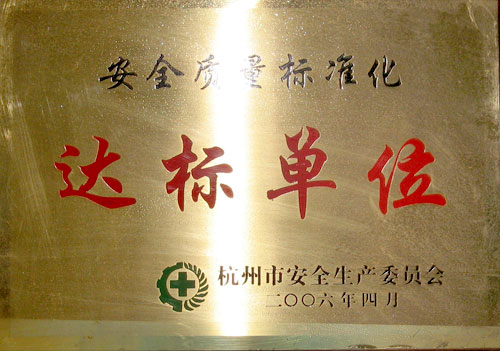 安全质量标准化
达标单位
杭州市安全生产委员会
二〇〇六年四月